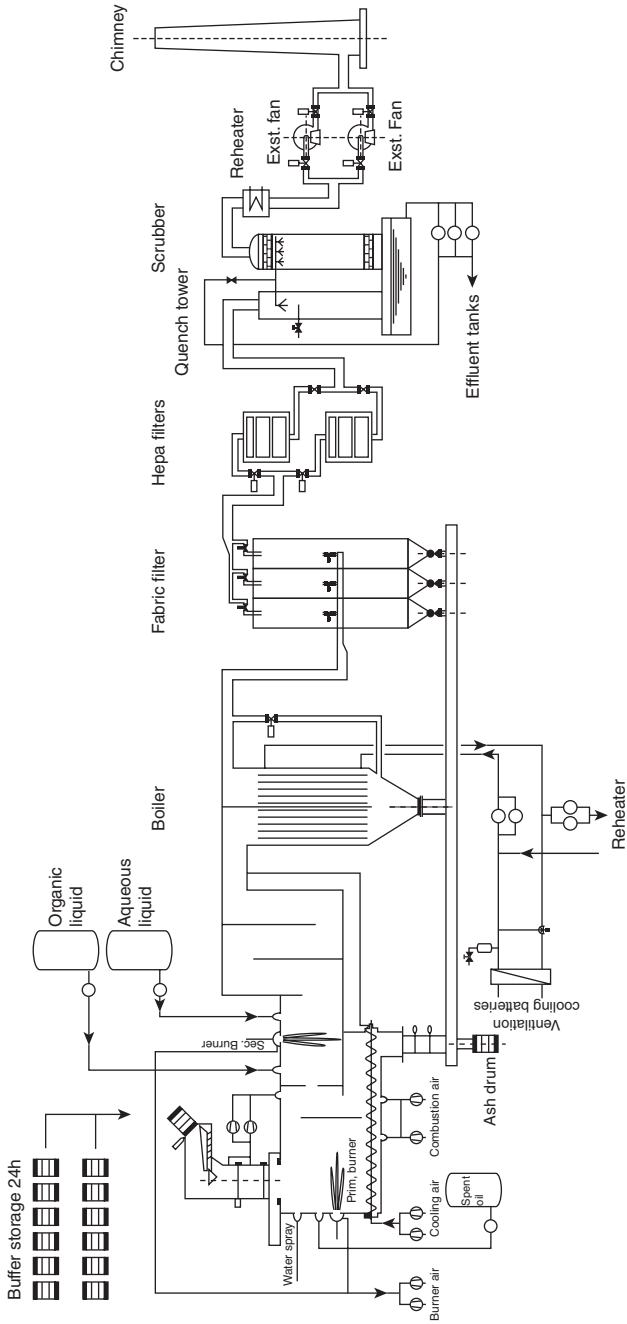 Buffer storage 24h
Organic
liquid
Aqueous
liquid
Boiler
Fabric filter
Hepa filters
Quench tower
Scrubber
Reheater
Exst. fan
Exst. Fan
Chimney
Sec. Burner
Water spray
Prim, burner
Burner air
Cooling air
Spent
oil
Combustion air
Ash drum
Ventilation
cooling batteries
Reheater
Effluent tanks